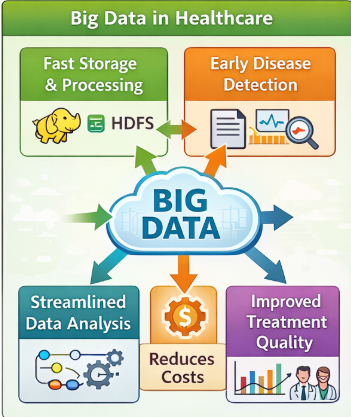 Big Data in Healthcare
Fast Storage
& Processing
HDFS
Early Disease
Detection
BIG
DATA
Streamlined
Data Analysis
$
Reduces
Costs
Improved
Treatment
Quality